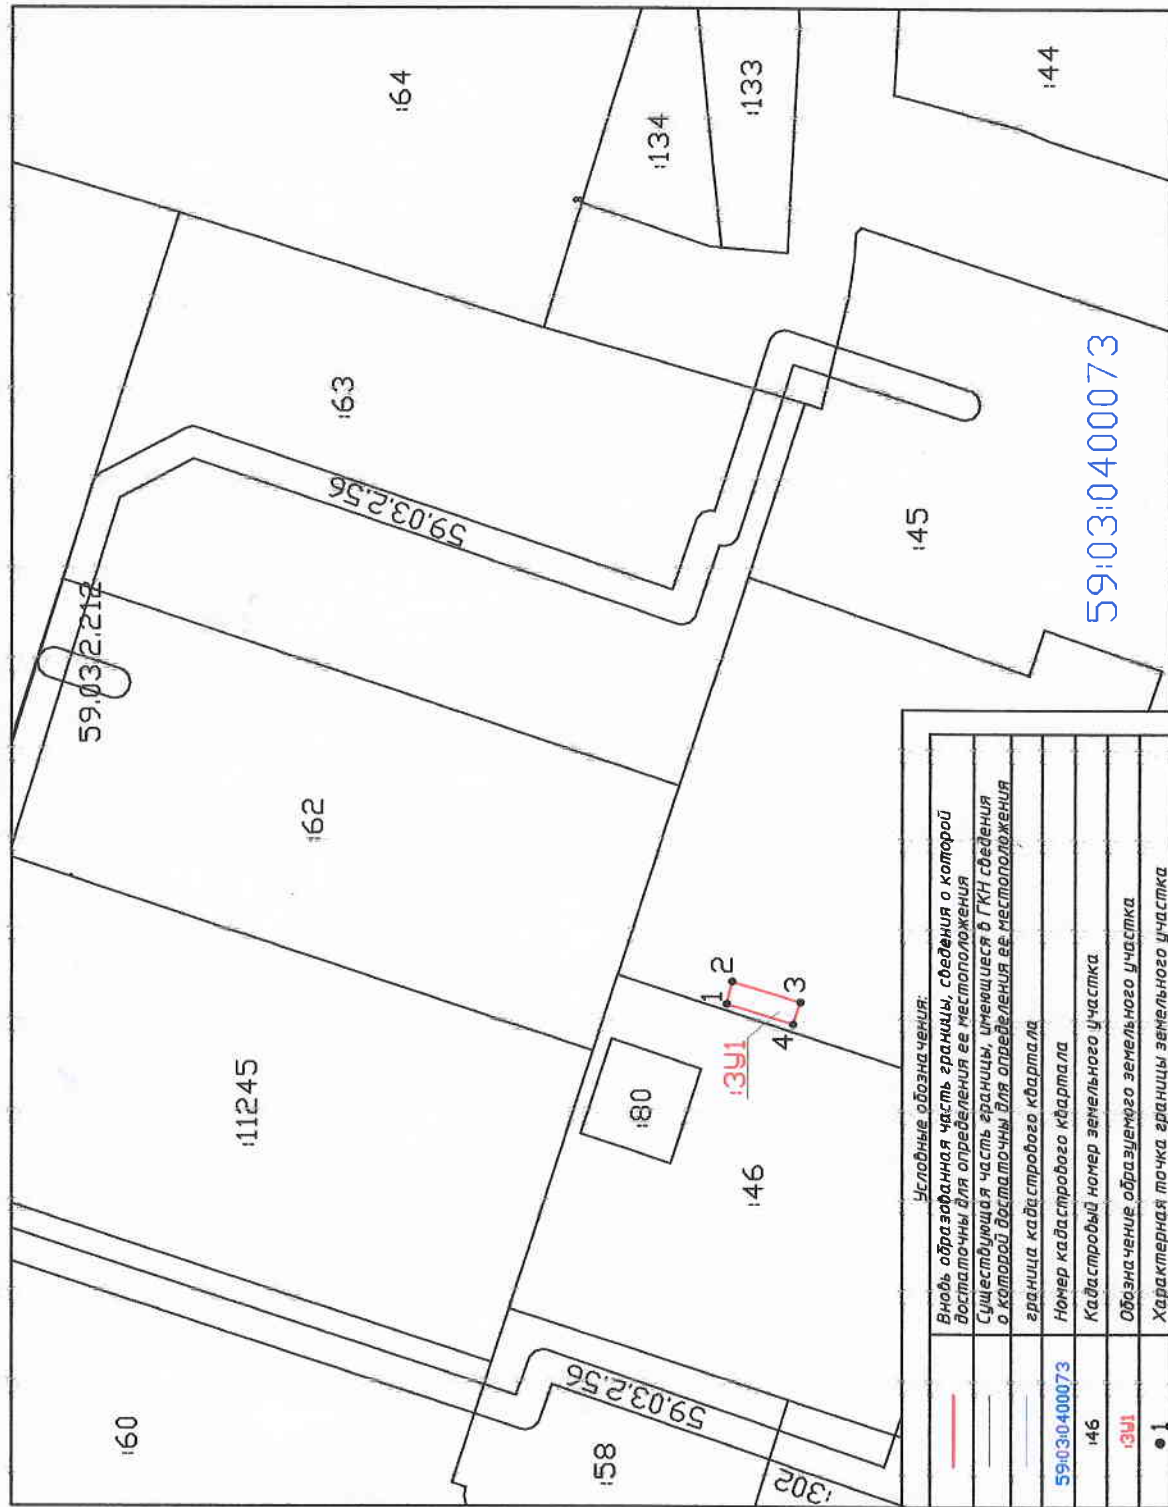 :64
:134
:133
:44
:63
59.03.2.56
59.03.2.212
:45
59:03:0400073
:62
:11245
1
2
3
4
:ЗУ1
:80
:46
:60
59.03.2.56
:58
:302
Условные обозначения:
Вновь образованная часть границы, сведения о которой
достаточны для определения ее местоположения
Существующая часть границы, имеющиеся в ГКН сведения
о которой достаточны для определения ее местоположения
граница кадастрового квартала
59:03:0400073 Номер кадастрового квартала
:46 Кадастровый номер земельного участка
:ЗУ1 Обозначение образуемого земельного участка
1 Характерная точка границы земельного участка